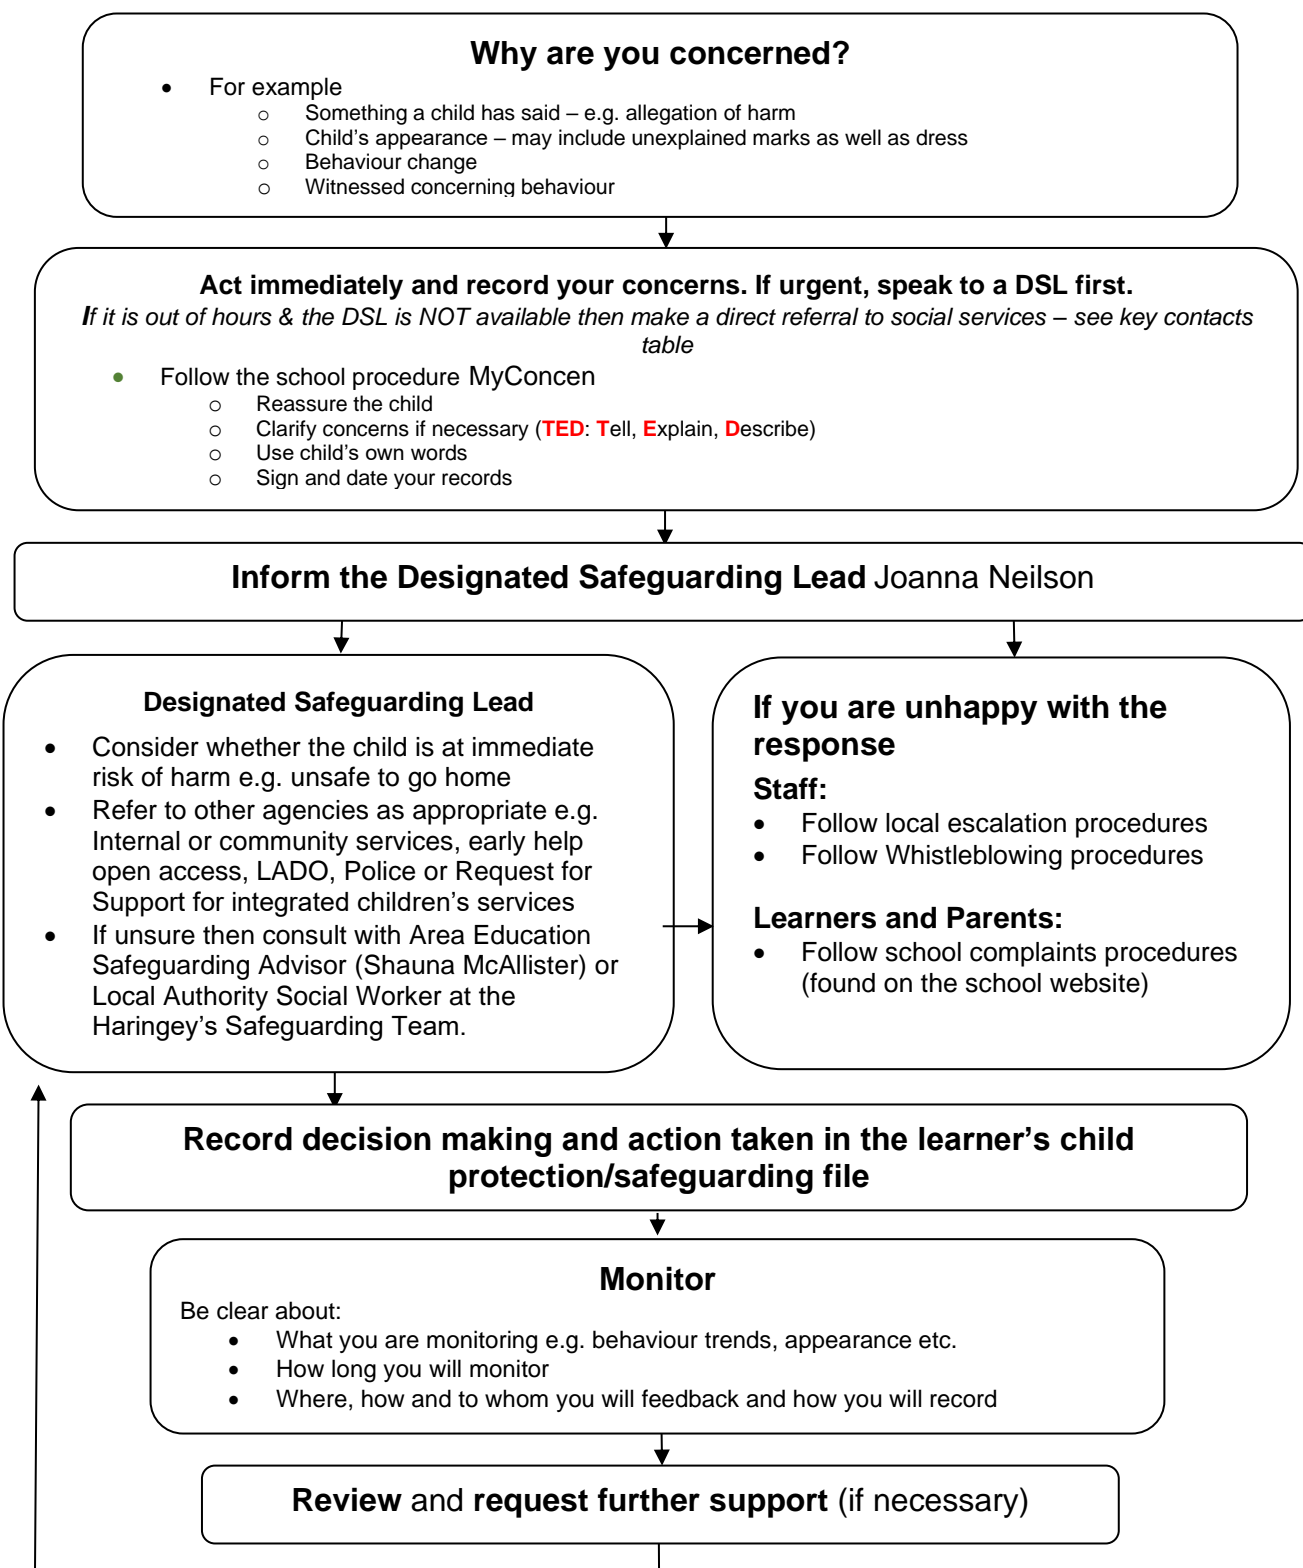 Why are you concerned?
• For example
o Something a child has said – e.g. allegation of harm
o Child's appearance – may include unexplained marks as well as dress
o Behaviour change
o Witnessed concerning behaviour
Act immediately and record your concerns. If urgent, speak to a DSL first.
If it is out of hours & the DSL is NOT available then make a direct referral to social services – see key contacts
table
• Follow the school procedure MyConcen
o Reassure the child
o Clarify concerns if necessary (TED: Tell, Explain, Describe)
o Use child's own words
o Sign and date your records
Inform the Designated Safeguarding Lead Joanna Neilson
Designated Safeguarding Lead
• Consider whether the child is at immediate
risk of harm e.g. unsafe to go home
• Refer to other agencies as appropriate e.g.
Internal or community services, early help
open access, LADO, Police or Request for
Support for integrated children's services
• If unsure then consult with Area Education
Safeguarding Advisor (Shauna McAllister) or
Local Authority Social Worker at the
Haringey's Safeguarding Team.
If you are unhappy with the
response
Staff:
• Follow local escalation procedures
• Follow Whistleblowing procedures
Learners and Parents:
• Follow school complaints procedures
(found on the school website)
Record decision making and action taken in the learner's child
protection/safeguarding file
Monitor
Be clear about:
• What you are monitoring e.g. behaviour trends, appearance etc.
• How long you will monitor
• Where, how and to whom you will feedback and how you will record
Review and request further support (if necessary)